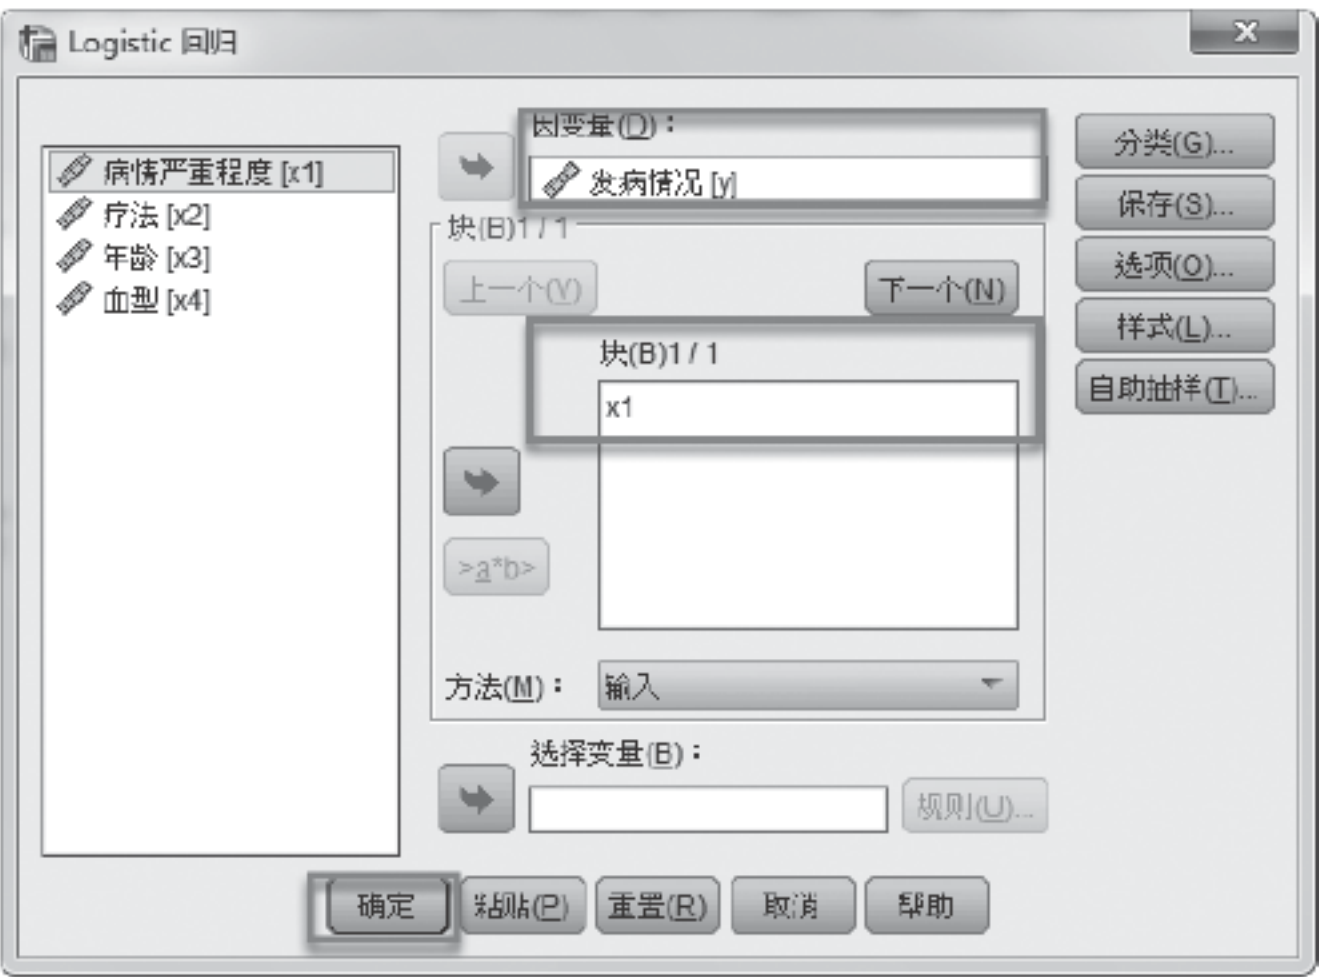 Logistic 回归
病情严重程度 [x1]
疗法 [x2]
年龄 [x3]
血型 [x4]
因变量(D)：
发病情况 [y]
块(B)1 / 1
上一个(V)
下一个(N)
块(B)1 / 1
x1
>a*b>
方法(M)：
输入
选择变量(B)：
规则(U)...
分类(G)...
保存(S)...
选项(O)...
样式(L)...
自助抽样(T)...
确定
粘贴(P)
重置(R)
取消
帮助